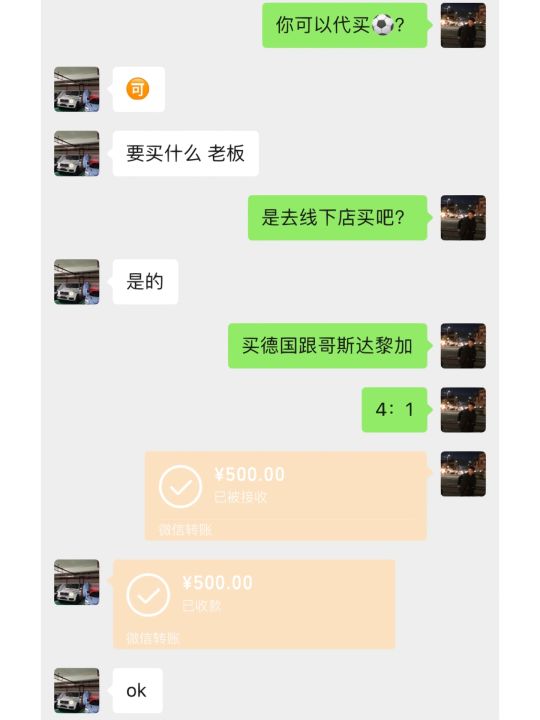 你可以代买⚽？
🉑
要买什么 老板
是去线下店买吧？
是的
买德国跟哥斯达黎加
4：1
¥500.00
已被接收
微信转账
¥500.00
已收款
微信转账
ok